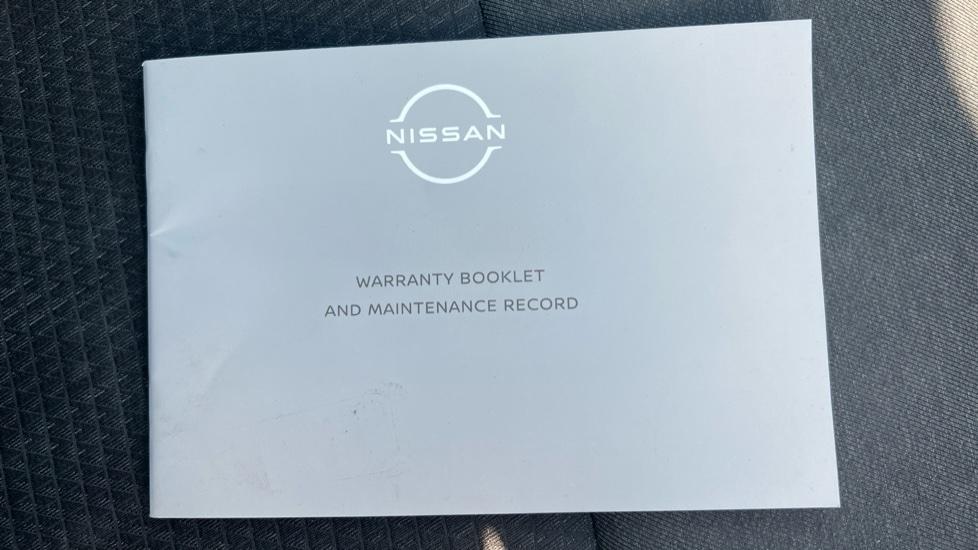 NISSAN
WARRANTY BOOKLET
AND MAINTENANCE RECORD